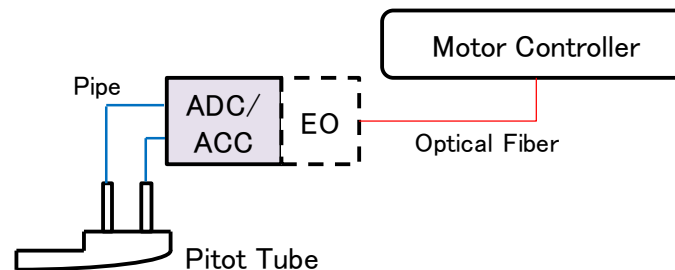 Motor Controller
Pipe
ADC/
ACC
EO
Optical Fiber
Pitot Tube